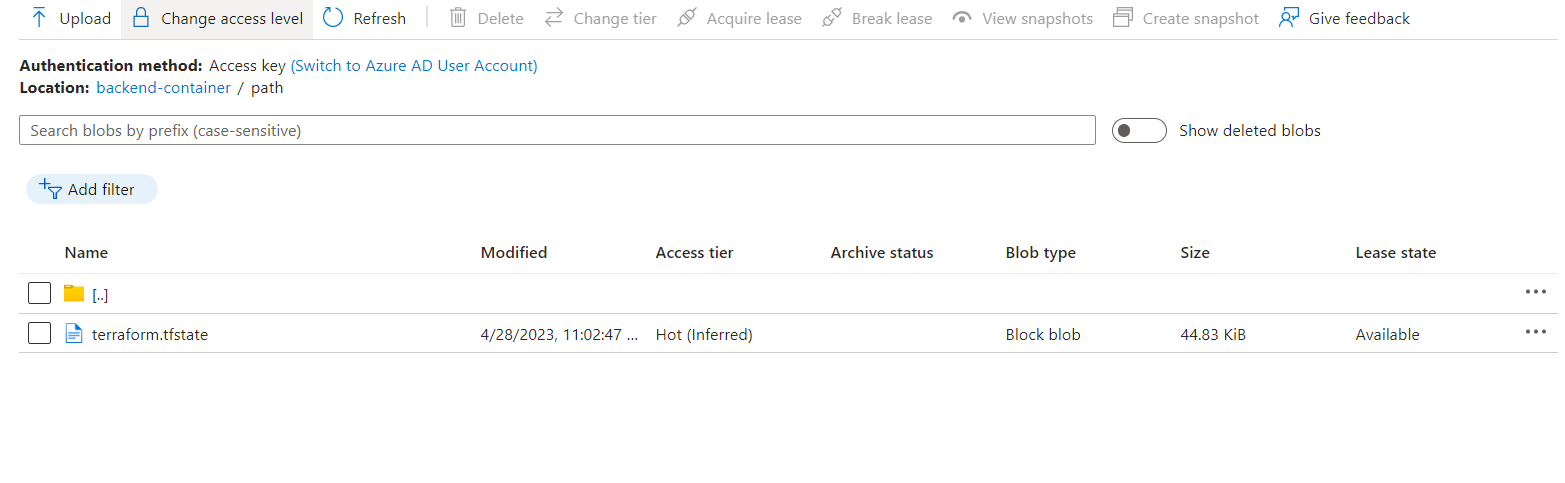 Upload Change access level Refresh Delete Change tier Acquire lease Break lease View snapshots Create snapshot Give feedback
Authentication method: Access key (Switch to Azure AD User Account)
Location: backend-container / path
Search blobs by prefix (case-sensitive) Show deleted blobs
Add filter
Name Modified Access tier Archive status Blob type Size Lease state
[..] ...
terraform.tfstate 4/28/2023, 11:02:47 ... Hot (Inferred) Block blob 44.83 KiB Available ...